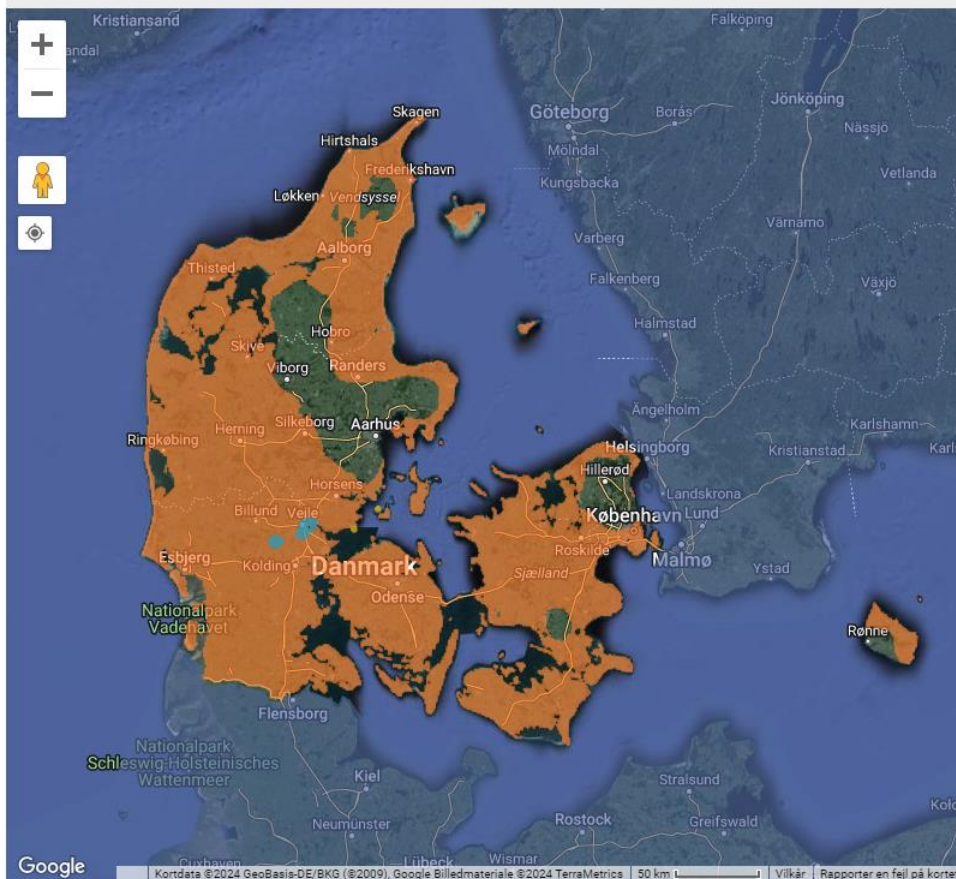 Kristiansand
Falköping
andal
Jönköping
Göteborg
Borås
Skagen
Nässjö
Hirtshals
Mölndal
Frederikshavn
Kungsbacka
Vetlanda
Løkken
Vendsyssel
Värnamo
Varberg
Aalborg
Thisted
Falkenberg
Växjö
Hobro
Halmstad
Skive
Viborg
Randers
Ängelholm
Silkeborg
Aarhus
Karlshamn
Herning
Ringkøbing
Helsingborg
Kristianstad
Karls
Hillerød
Horsens
Landskrona
Billund
Vejle
København
Lund
Roskilde
Esbjerg
Kolding
Danmark
Malmø
Ystad
Sjælland
Odense
Nationalpark
Vadehavet
Rønne
Flensborg
Nationalpark
Schleswig-Holsteinisches
Wattenmeer
Kiel
Stralsund
Neumünster
Rostock
Greifswald
Koło
Cuxhaven
Lübeck
Wismar
Google
Kortdata ©2024 GeoBasis-DE/BKG (©2009), Google Billedmateriale ©2024 TerraMetrics
50 km
Vilkår
Rapporter en fejl på kortet